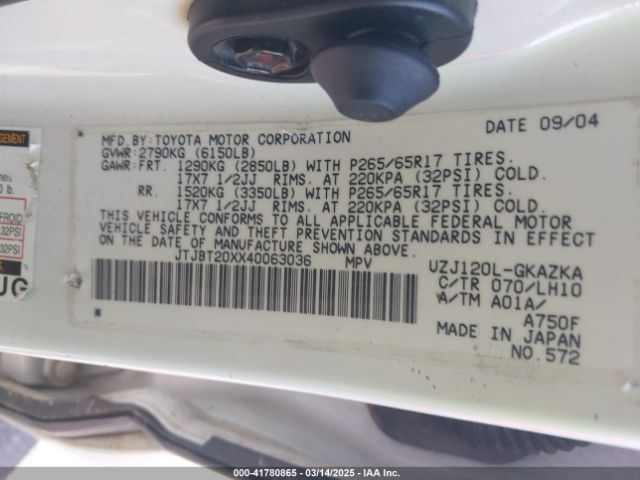 MFD BY:TOYOTA MOTOR CORPORATION DATE 09/04
GVWR:2790KG (6150LB)
GAWR:FRT. 1290KG (2850LB) WITH P265/65R17 TIRES.
17X7 1/2JJ RIMS. AT 220KPA (32PSI) COLD.
RR. 1520KG (3350LB) WITH P265/65R17 TIRES.
17X7 1/2JJ RIMS. AT 220KPA (32PSI) COLD.
THIS VEHICLE CONFORMS TO ALL APPLICABLE FEDERAL MOTOR
VEHICLE SAFETY AND THEFT PREVENTION STANDARDS IN EFFECT
ON THE DATE OF MANUFACTURE SHOWN ABOVE.
JTJBT20XX40063036 MPV UZJ120L-GKAZKA
C/TR 070/LH10
A/TM A01A/
A750F
MADE IN JAPAN
NO.572
32PSI
32PSI
000-41780865 - 03/14/2025 - IAA, Inc.